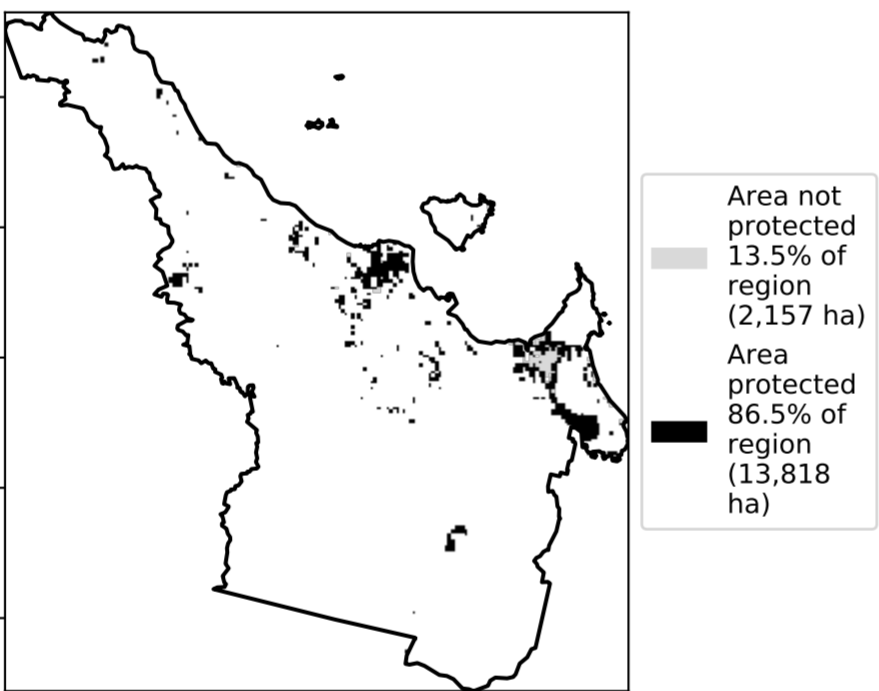 Area not
protected
13.5% of
region
(2,157 ha)
Area
protected
86.5% of
region
(13,818
ha)